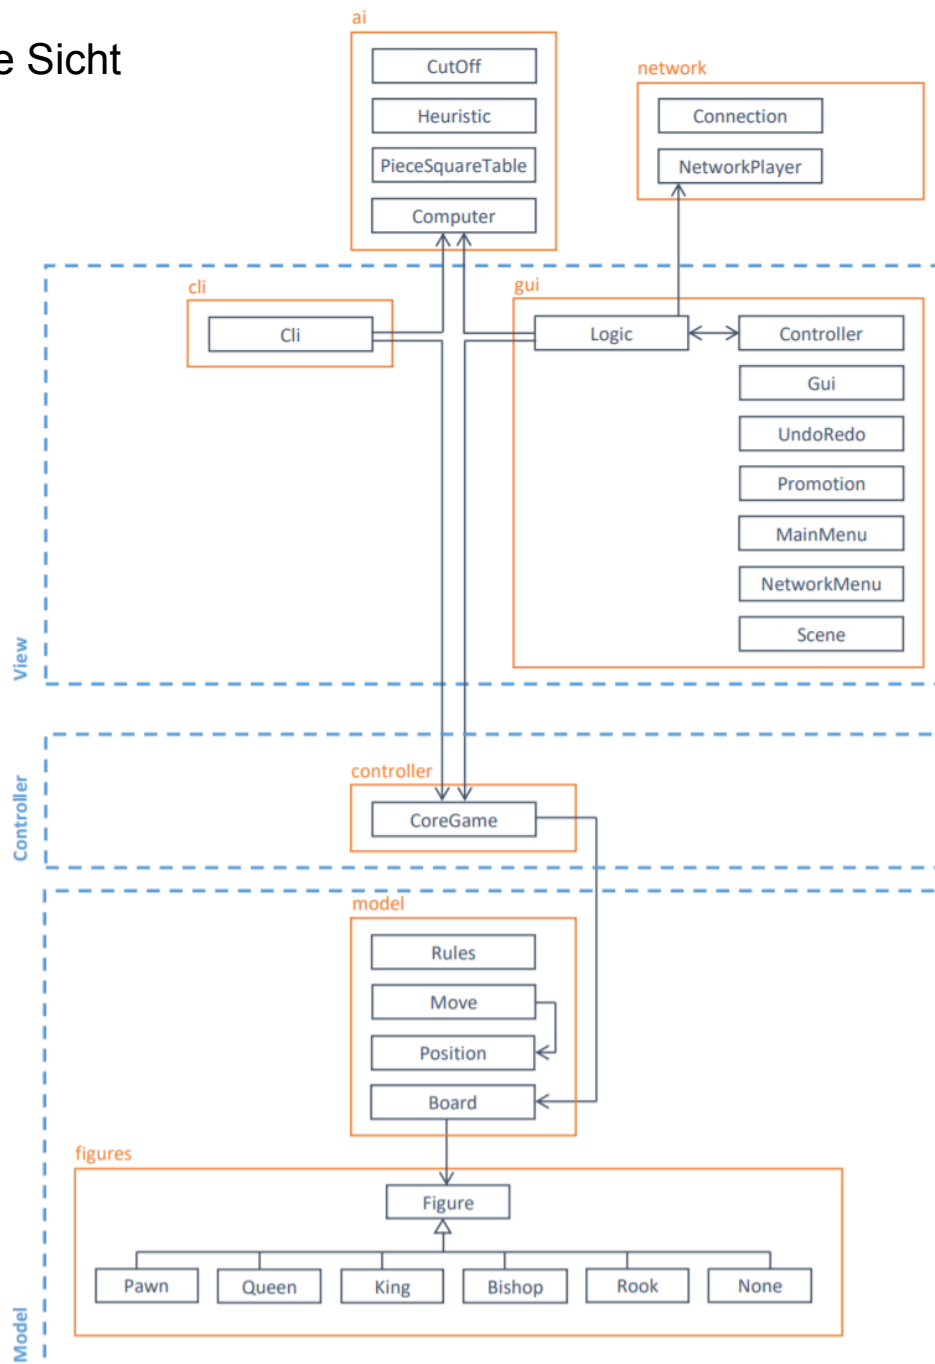 e Sicht
ai
CutOff
Heuristic
PieceSquareTable
Computer
network
Connection
NetworkPlayer
View
cli
Cli
gui
Logic
Controller
Gui
UndoRedo
Promotion
MainMenu
NetworkMenu
Scene
Controller
controller
CoreGame
Model
model
Rules
Move
Position
Board
figures
Figure
Pawn
Queen
King
Bishop
Rook
None